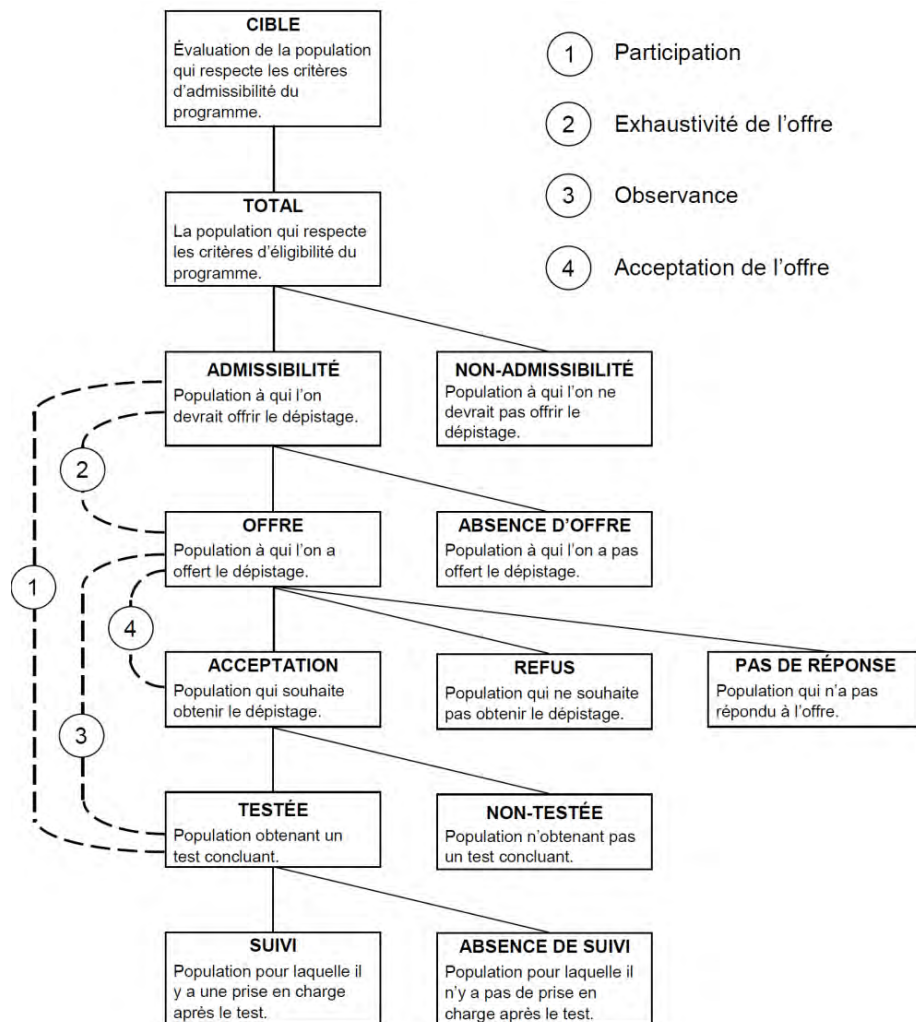 CIBLE
Évaluation de la population
qui respecte les critères
d'admissibilité du
programme.
1 Participation
2 Exhaustivité de l'offre
3 Observance
4 Acceptation de l'offre
TOTAL
La population qui respecte
les critères d'éligibilité du
programme.
ADMISSIBILITÉ
Population à qui l'on
devrait offrir le dépistage.
NON-ADMISSIBILITÉ
Population à qui l'on ne
devrait pas offrir le
dépistage.
2
OFFRE
Population à qui l'on a
offert le dépistage.
ABSENCE D'OFFRE
Population à qui l'on a pas
offert le dépistage.
1
4
ACCEPTATION
Population qui souhaite
obtenir le dépistage.
REFUS
Population qui ne souhaite
pas obtenir le dépistage.
PAS DE RÉPONSE
Population qui n'a pas
répondu à l'offre.
3
TESTÉE
Population obtenant un
test concluant.
NON-TESTÉE
Population n'obtenant pas
un test concluant.
SUIVI
Population pour laquelle il
y a une prise en charge
après le test.
ABSENCE DE SUIVI
Population pour laquelle il
n'y a pas de prise en
charge après le test.